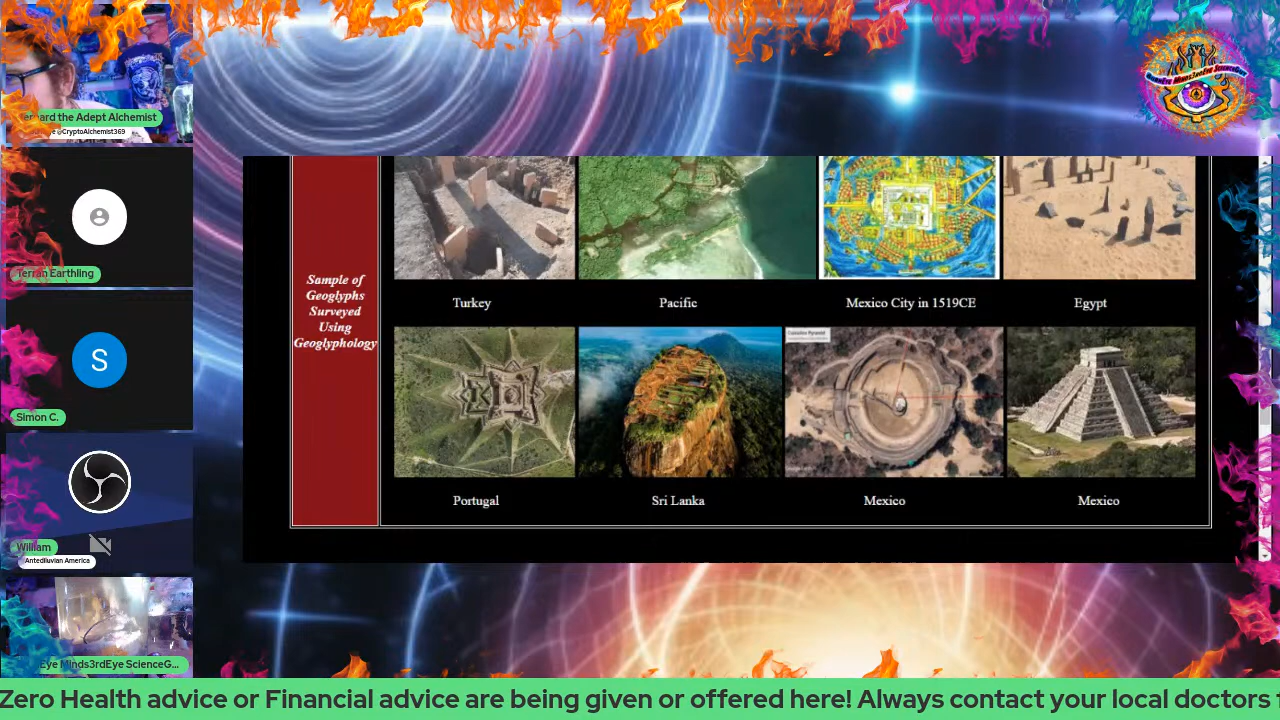 the Adept Alchemist
@CryptoAlchemist369
Terran Earthling
S
Simon C.
William
Antediluvian America
Eye Minds3rdEye ScienceG...
Sample of
Geoglyphs
Surveyed
Using
Geoglyphology
Turkey
Pacific
Mexico City in 1519CE
Egypt
Portugal
Sri Lanka
Mexico
Mexico
Zero Health advice or Financial advice are being given or offered here! Always contact your local doctors